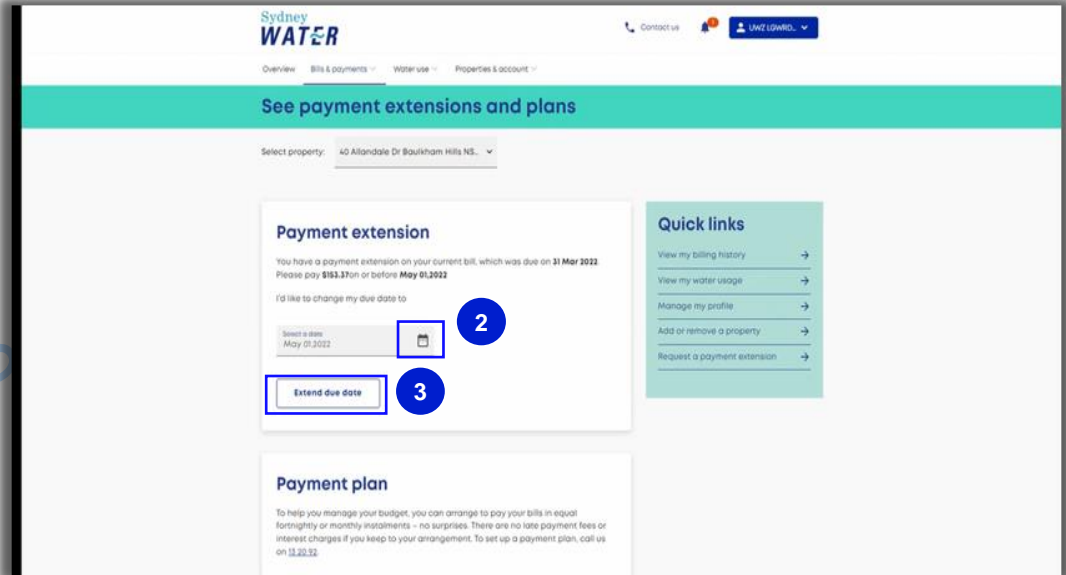 Sydney
WATER
Contact us
UWZ LGWRD...
Overview Bills & payments Water use Properties & account
See payment extensions and plans
Select property: 40 Allandale Dr Baulkham Hills NS...
Payment extension
You have a payment extension on your current bill, which was due on 31 Mar 2022.
Please pay $153.37on or before May 01,2022
I'd like to change my due date to
Select a date
May 01,2022
2
Extend due date
3
Quick links
View my billing history
View my water usage
Manage my profile
Add or remove a property
Request a payment extension
Payment plan
To help you manage your budget, you can arrange to pay your bills in equal
fortnightly or monthly instalments – no surprises. There are no late payment fees or
interest charges if you keep to your arrangement. To set up a payment plan, call us
on 13 20 92.